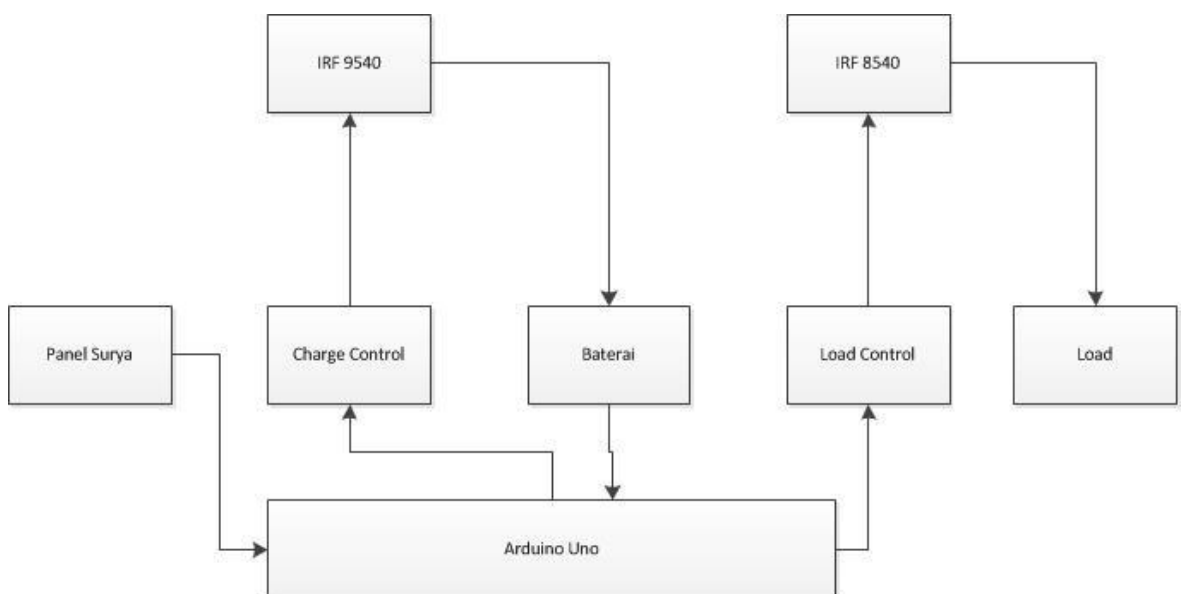 IRF 9540
IRF 8540
Panel Surya
Charge Control
Baterai
Load Control
Load
Arduino Uno